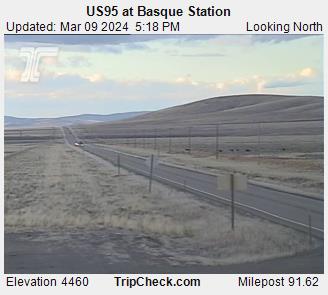 US95 at Basque Station
Updated: Mar 09 2024 5:18 PM Looking North
Elevation 4460 TripCheck.com Milepost 91.62